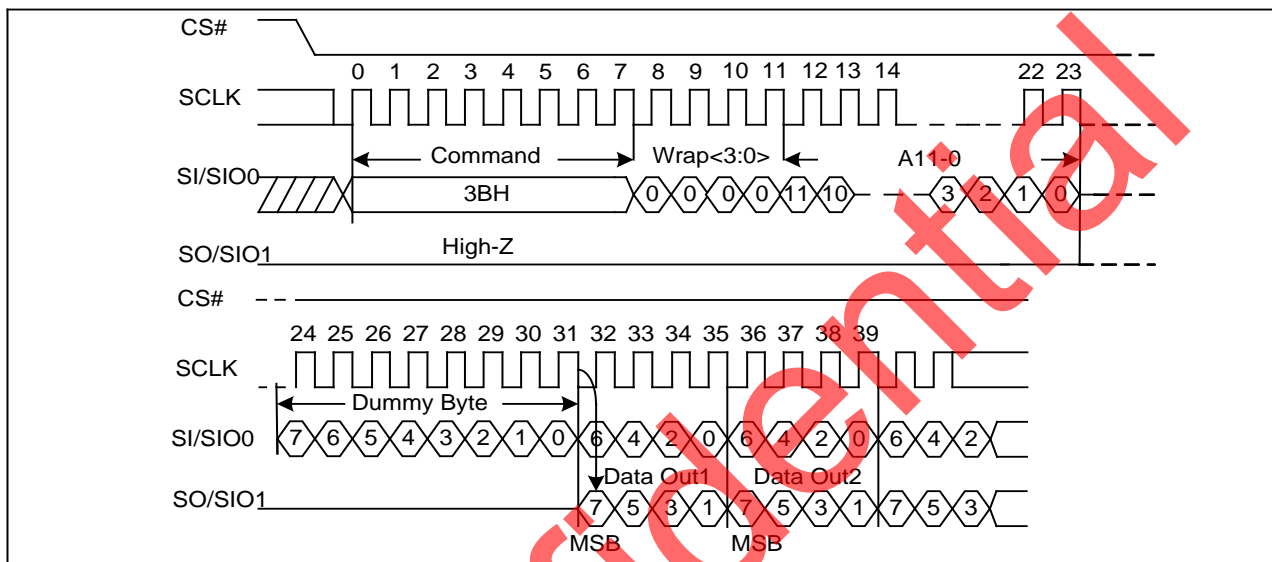 CS#
0 1 2 3 4 5 6 7 8 9 10 11 12 13 14 22 23
SCLK
Command Wrap<3:0> A11-0
SI/SIO0 3BH 0 0 0 0 11 10 3 2 1 0
High-Z
SO/SIO1
CS#
24 25 26 27 28 29 30 31 32 33 34 35 36 37 38 39
SCLK
Dummy Byte
SI/SIO0 7 6 5 4 3 2 1 0 6 4 2 0 6 4 2 0 6 4 2
Data Out1 Data Out2
SO/SIO1 7 5 3 1 7 5 3 1 7 5 3
MSB MSB
fidential